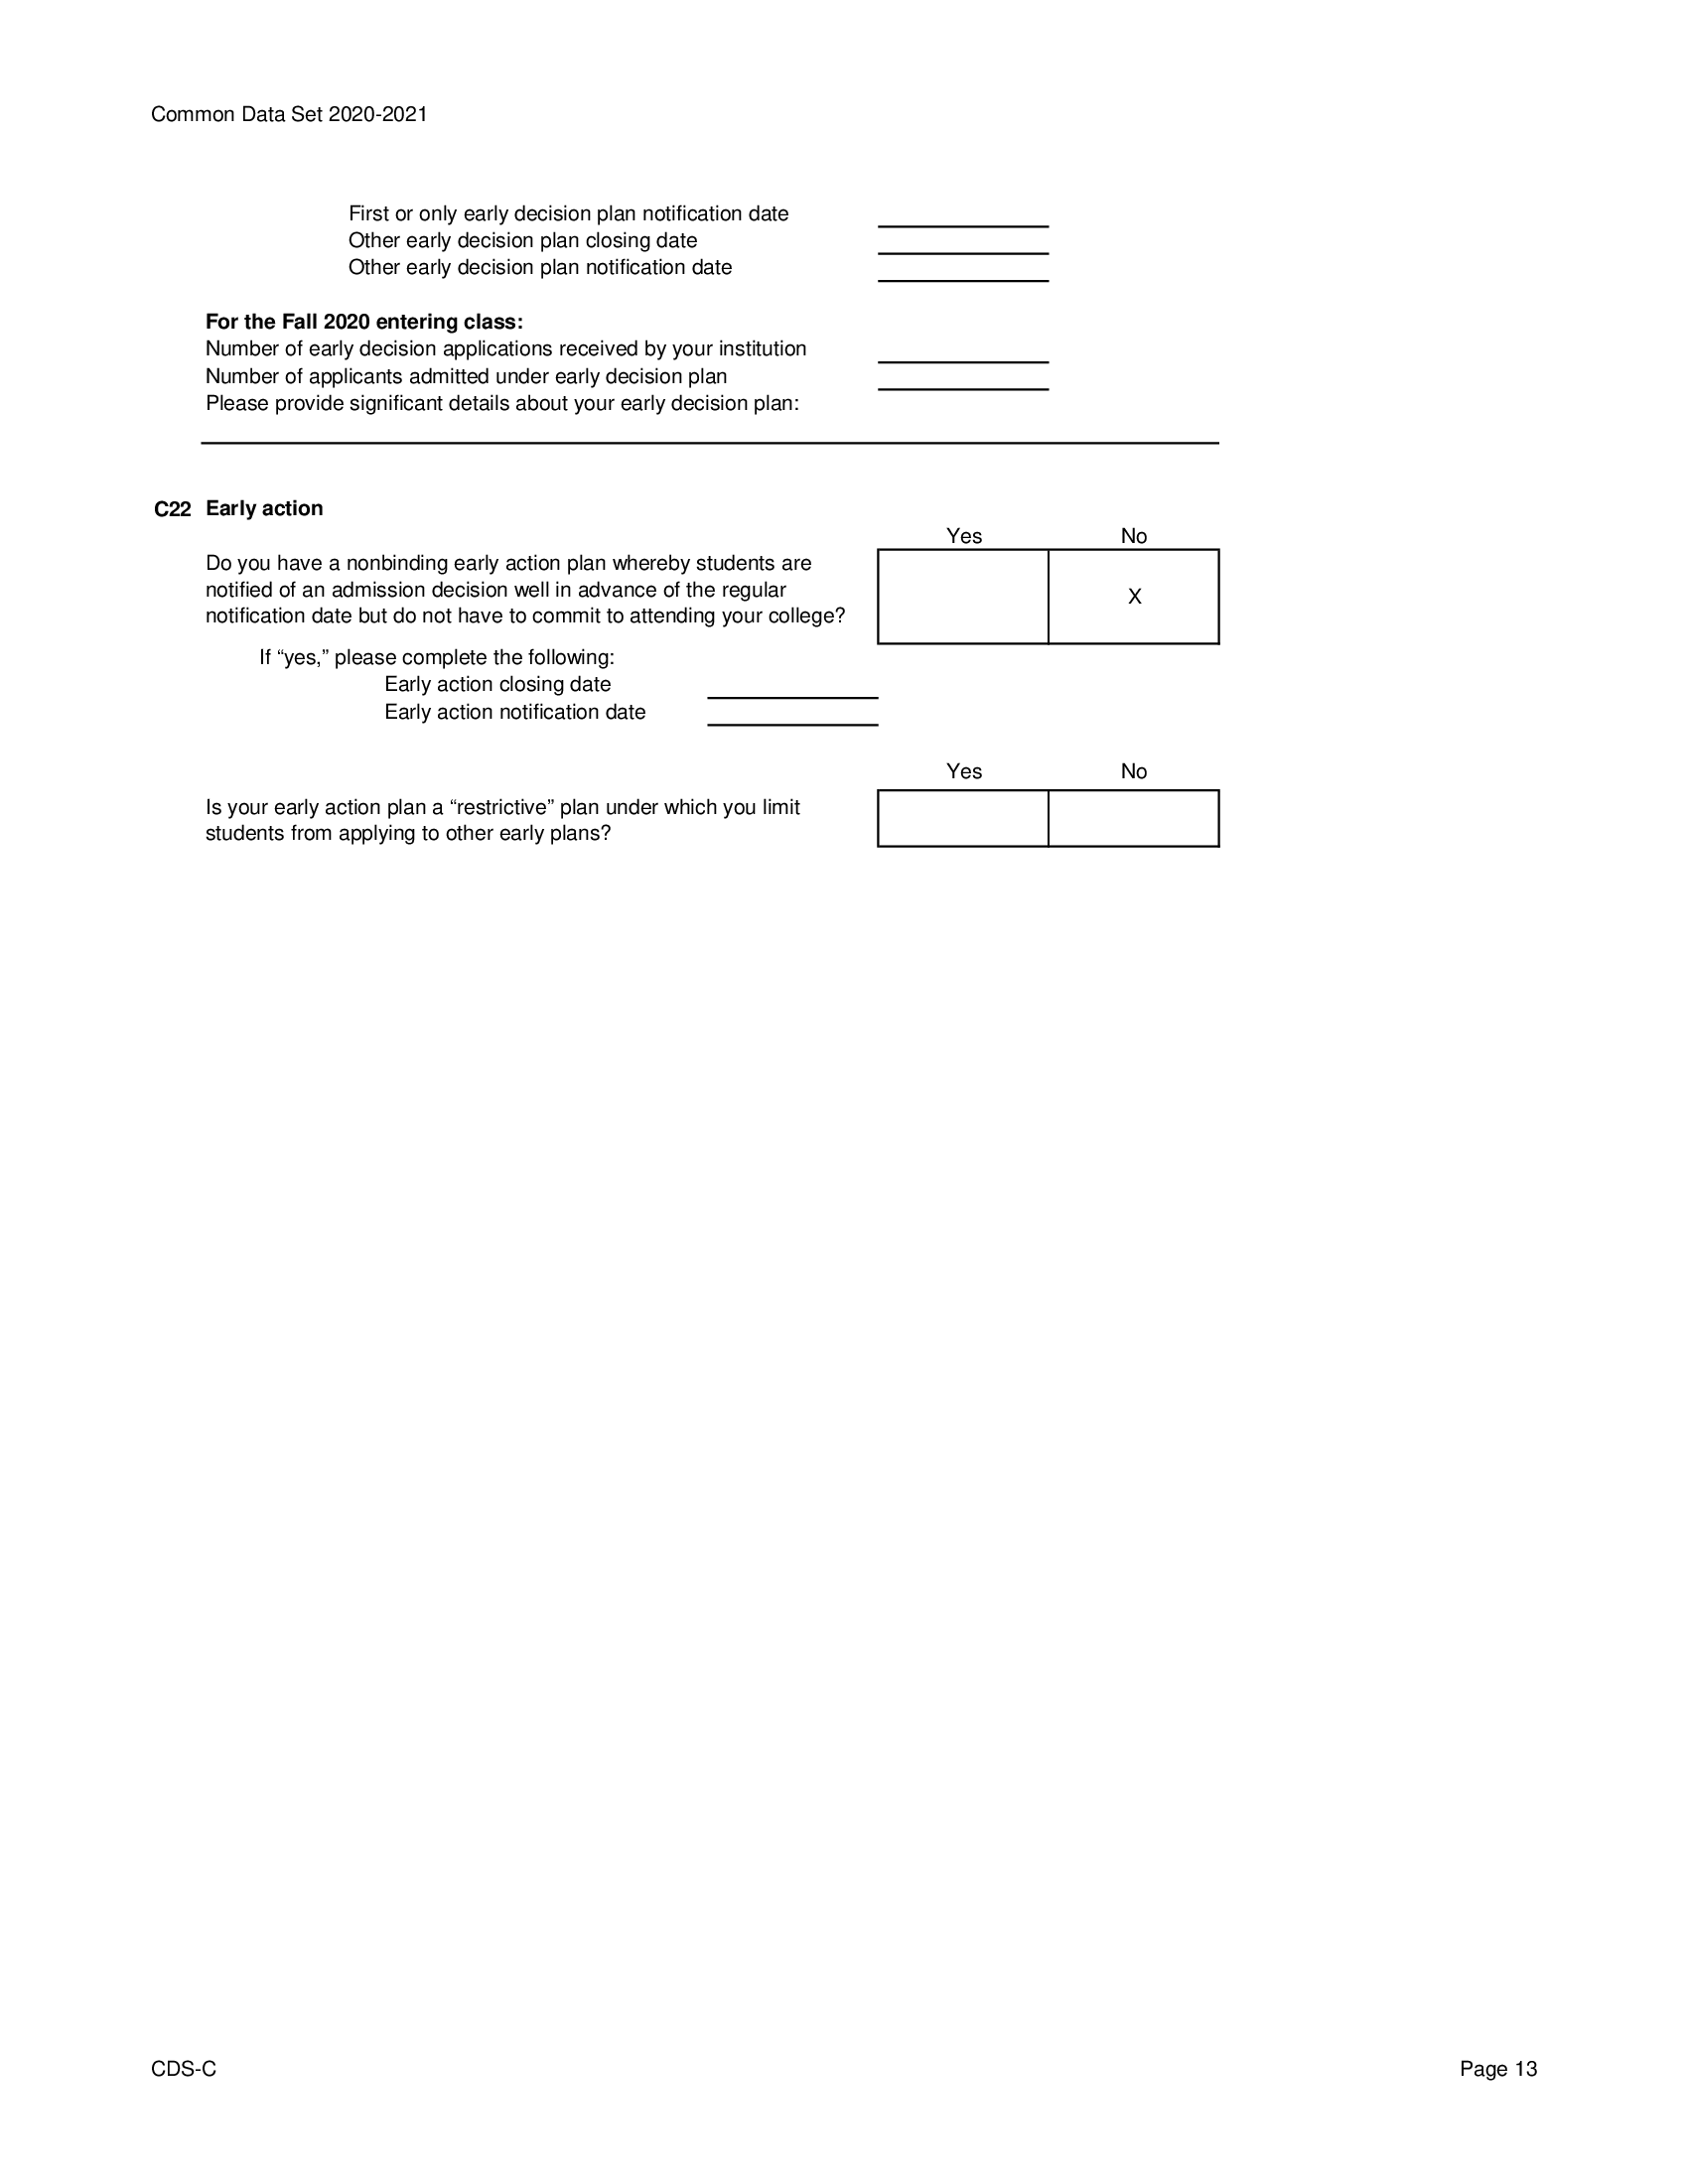 Common Data Set 2020-2021
First or only early decision plan notification date
Other early decision plan closing date
Other early decision plan notification date
For the Fall 2020 entering class:
Number of early decision applications received by your institution
Number of applicants admitted under early decision plan
Please provide significant details about your early decision plan:
C22 Early action
Yes No
Do you have a nonbinding early action plan whereby students are
notified of an admission decision well in advance of the regular
notification date but do not have to commit to attending your college?
X
If “yes,” please complete the following:
Early action closing date
Early action notification date
Yes No
Is your early action plan a “restrictive” plan under which you limit
students from applying to other early plans?
CDS-C Page 13